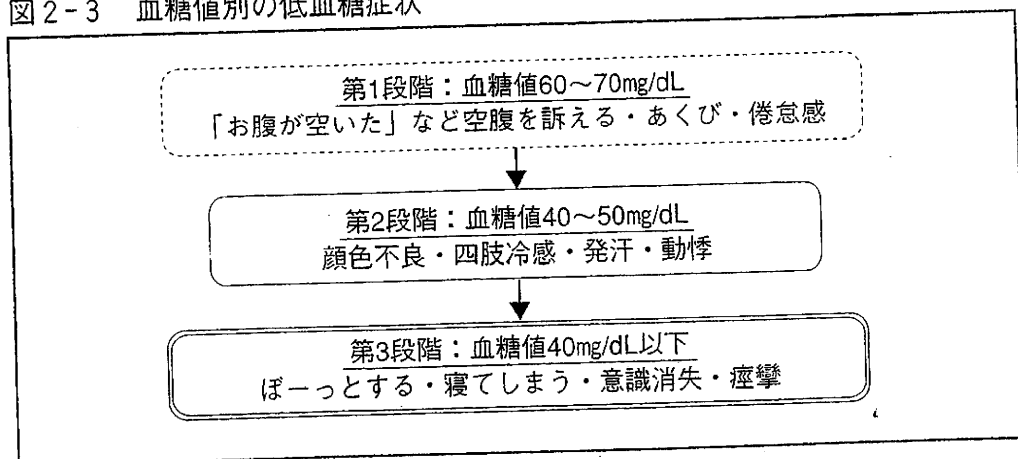 図2-3 血糖値別の低血糖症状
第1段階：血糖値60～70mg/dL
「お腹が空いた」など空腹を訴える・あくび・倦怠感
第2段階：血糖値40～50mg/dL
顔色不良・四肢冷感・発汗・動悸
第3段階：血糖値40mg/dL以下
ぼーっとする・寝てしまう・意識消失・痙攣